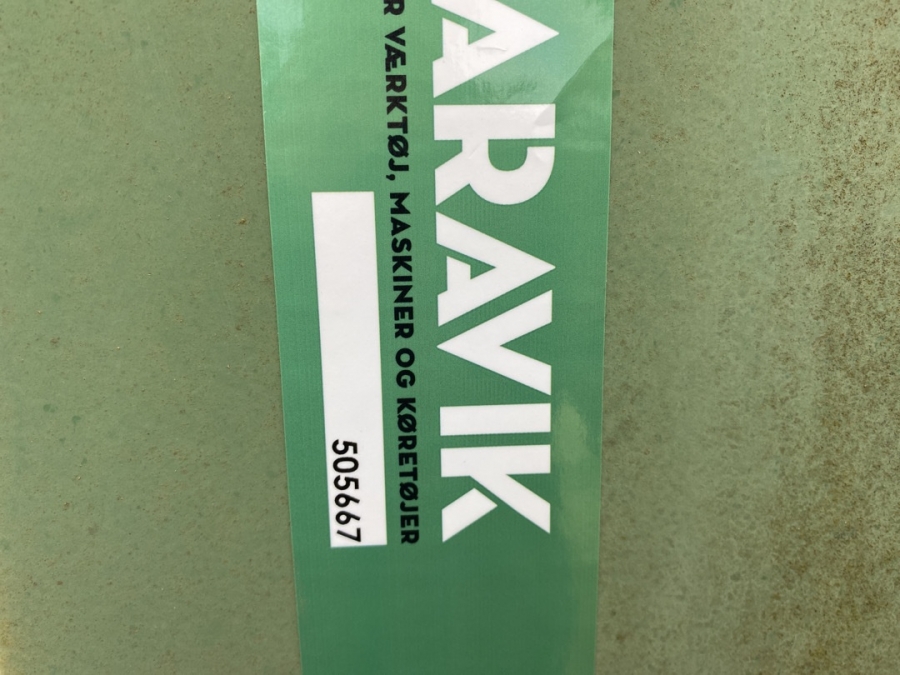 ARAVIK
R VÆRKTØJ, MASKINER OG KØRETØJER
505667